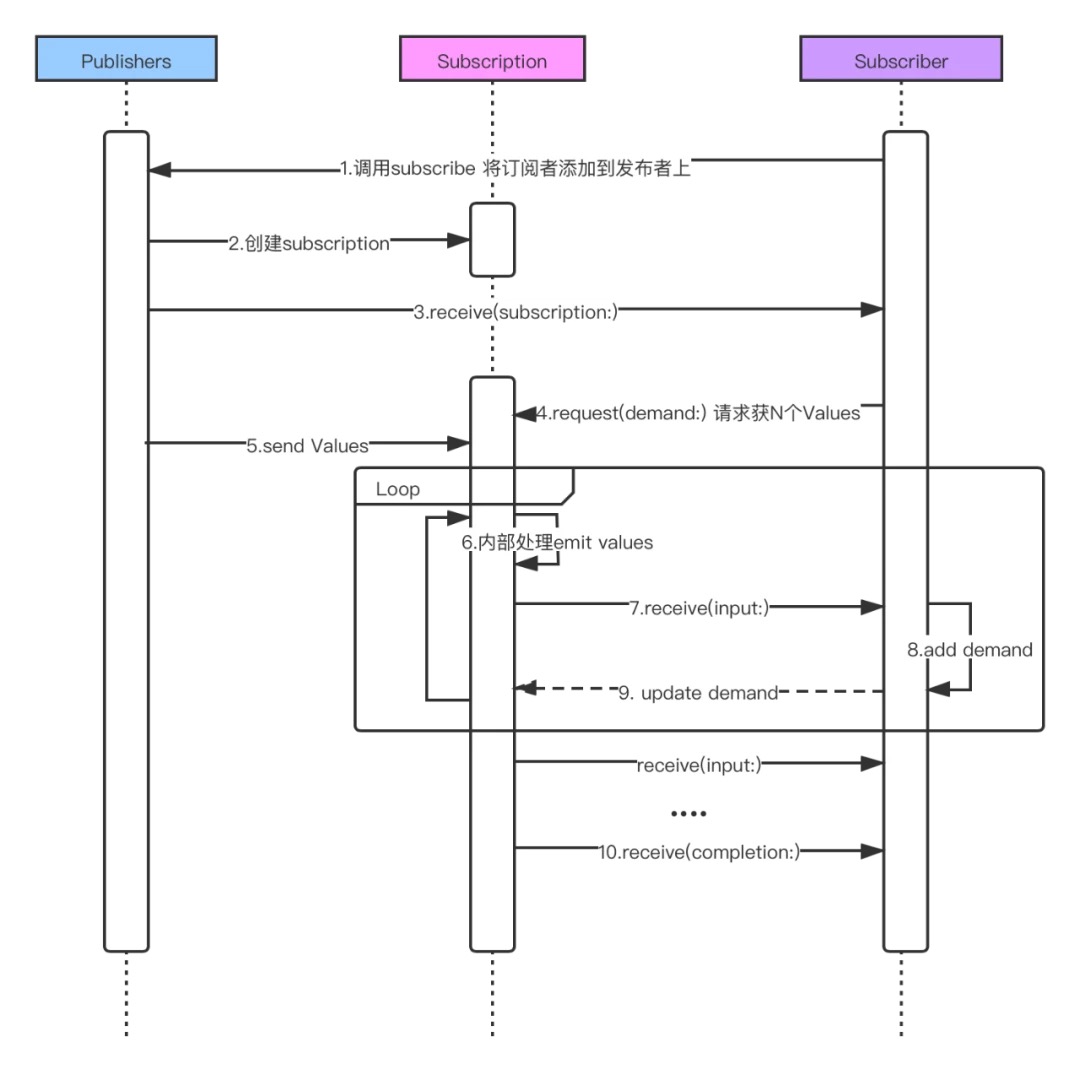 Publishers
Subscription
Subscriber
1.调用subscribe 将订阅者添加到发布者上
2.创建subscription
3.receive(subscription:)
4.request(demand:) 请求获N个Values
5.send Values
Loop
6.内部处理emit values
7.receive(input:)
8.add demand
9. update demand
receive(input:)
••••
10.receive(completion:)